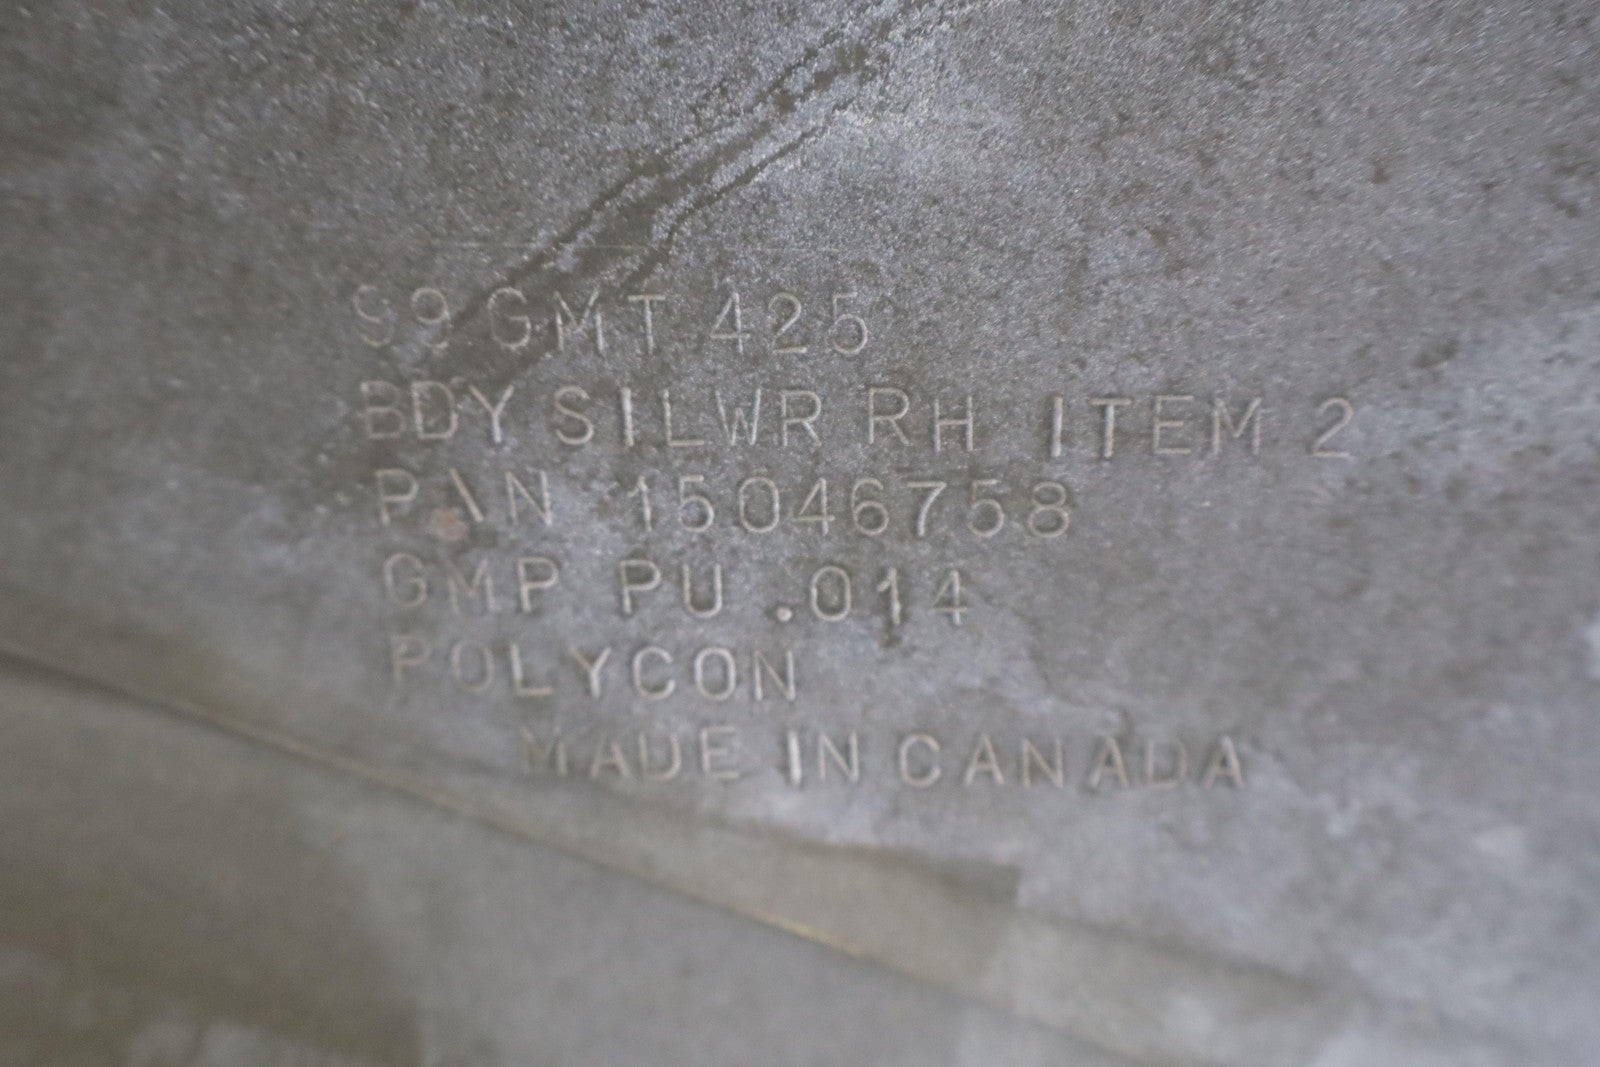 99 GMT 425
BDY SILWR RH ITEM 2
P\N 15046758
GMP PU .014
POLYCON
MADE IN CANADA